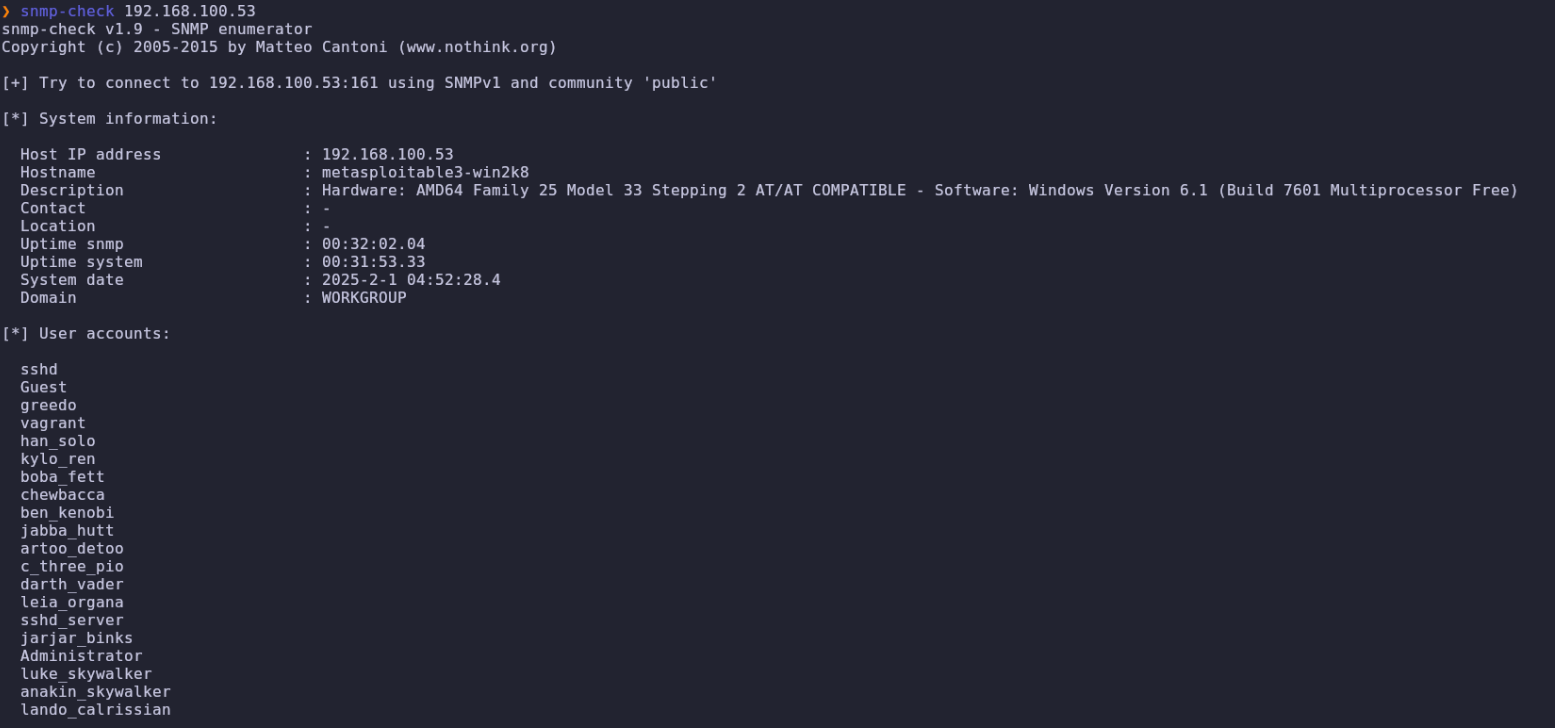 ❯ snmp-check 192.168.100.53
snmp-check v1.9 - SNMP enumerator
Copyright (c) 2005-2015 by Matteo Cantoni (www.nothink.org)
[+] Try to connect to 192.168.100.53:161 using SNMPv1 and community 'public'
[*] System information:
Host IP address : 192.168.100.53
Hostname : metasploitable3-win2k8
Description : Hardware: AMD64 Family 25 Model 33 Stepping 2 AT/AT COMPATIBLE - Software: Windows Version 6.1 (Build 7601 Multiprocessor Free)
Contact : -
Location : -
Uptime snmp : 00:32:02.04
Uptime system : 00:31:53.33
System date : 2025-2-1 04:52:28.4
Domain : WORKGROUP
[*] User accounts:
sshd
Guest
greedo
vagrant
han_solo
kylo_ren
boba_fett
chewbacca
ben_kenobi
jabba_hutt
artoo_detoo
c_three_pio
darth_vader
leia_organa
sshd_server
jarjar_binks
Administrator
luke_skywalker
anakin_skywalker
lando_calrissian